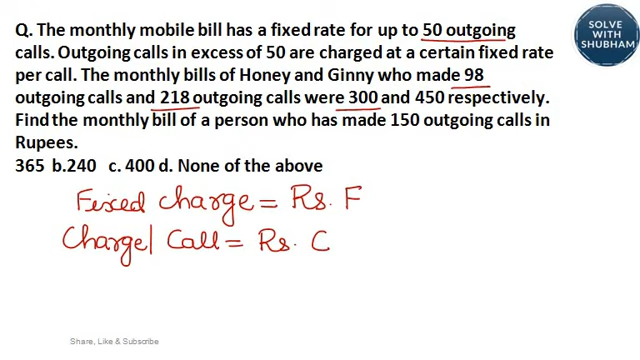 Q. The monthly mobile bill has a fixed rate for up to 50 outgoing
calls. Outgoing calls in excess of 50 are charged at a certain fixed rate
per call. The monthly bills of Honey and Ginny who made 98
outgoing calls and 218 outgoing calls were 300 and 450 respectively.
Find the monthly bill of a person who has made 150 outgoing calls in
Rupees.
365 b.240 c. 400 d. None of the above
Fixed Charge = Rs. F
Charge/ Call = Rs. C
SOLVE
WITH
SHUBHAM
Share, Like & Subscribe